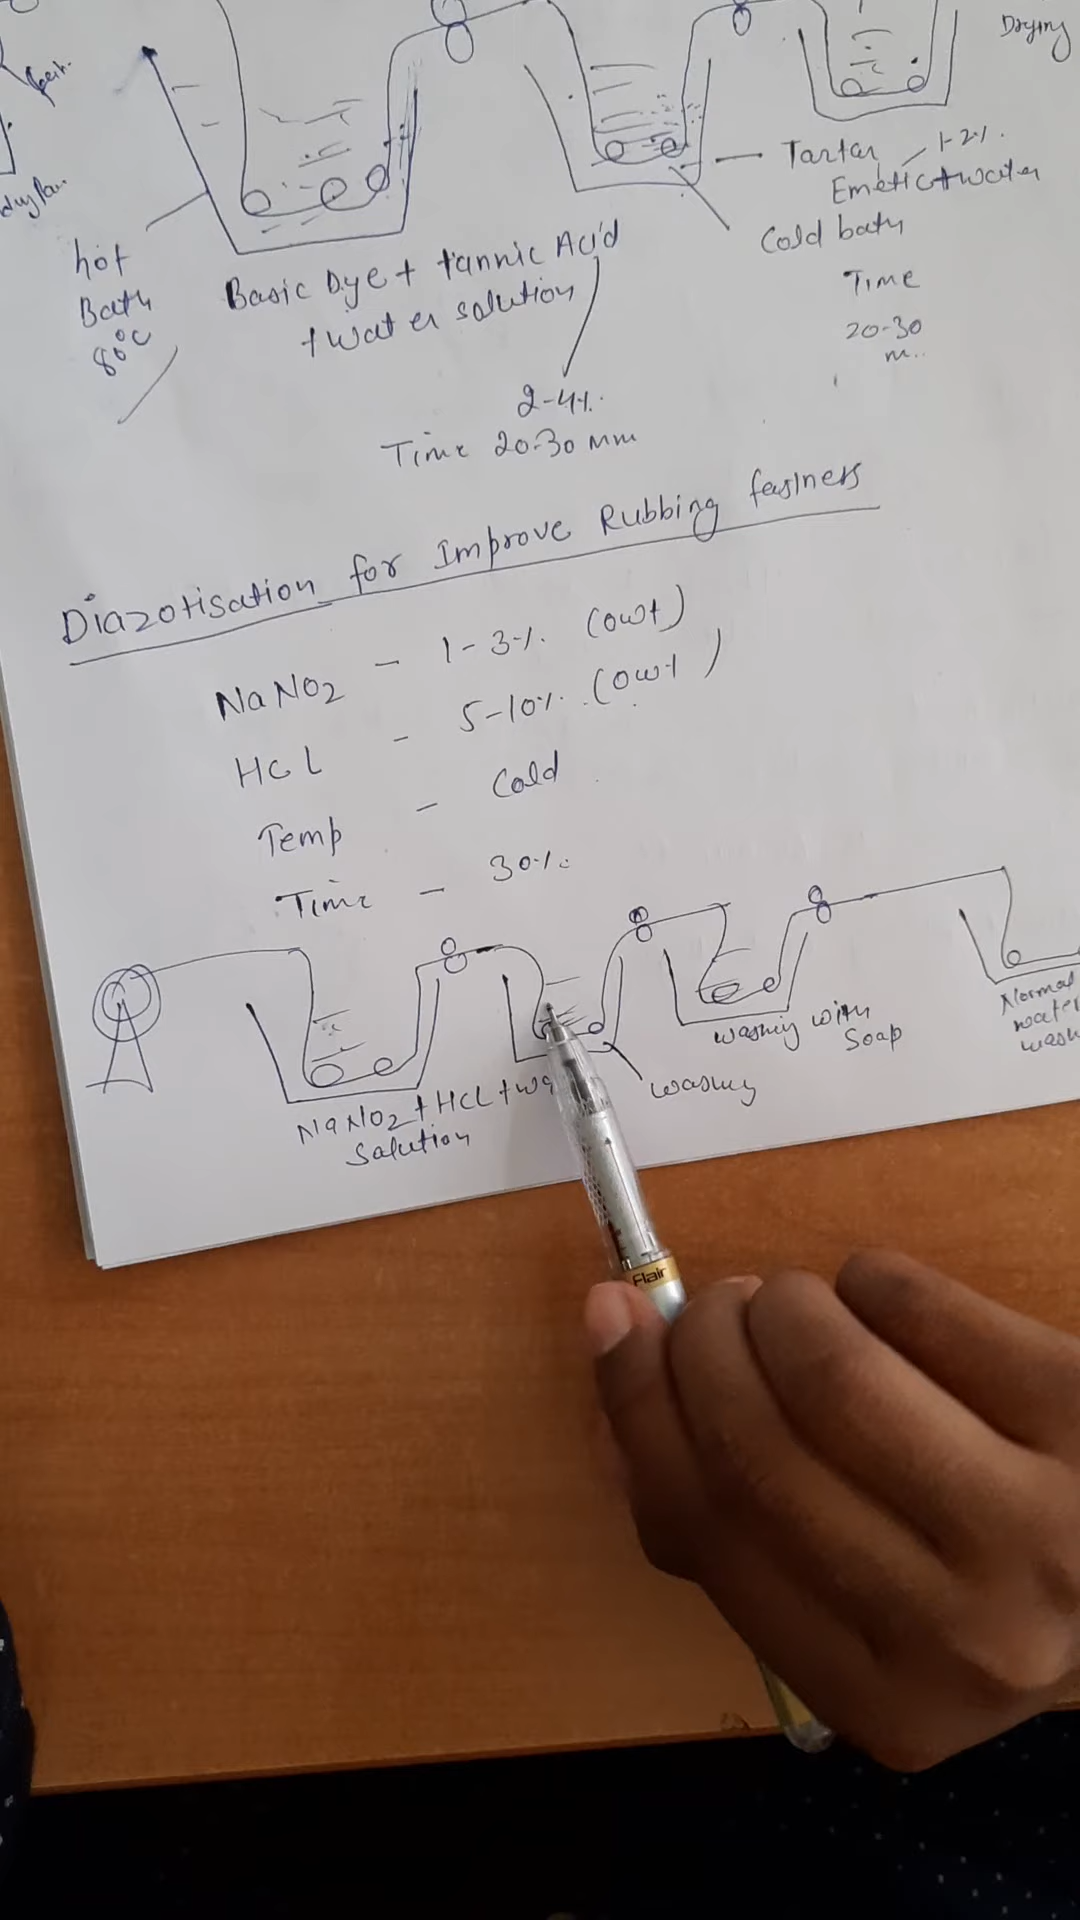 Drying
Tartar 1-2%.
Emetic + water
Cold bath
Time
20-30
m..
hot
Bath
80°C
Basic Dye + tannic Acid
+ Water solution
2-4%.
Time 20-30 mm
Diazotisation for Improve Rubbing fastness
NaNO2 - 1-3% (owt)
HCL - 5-10%. (owt)
Temp - Cold
Time - 30%.
NaNO2 + HCL + wa
Solution
washing
washing with
Soap
Normal
water
wash
Flair